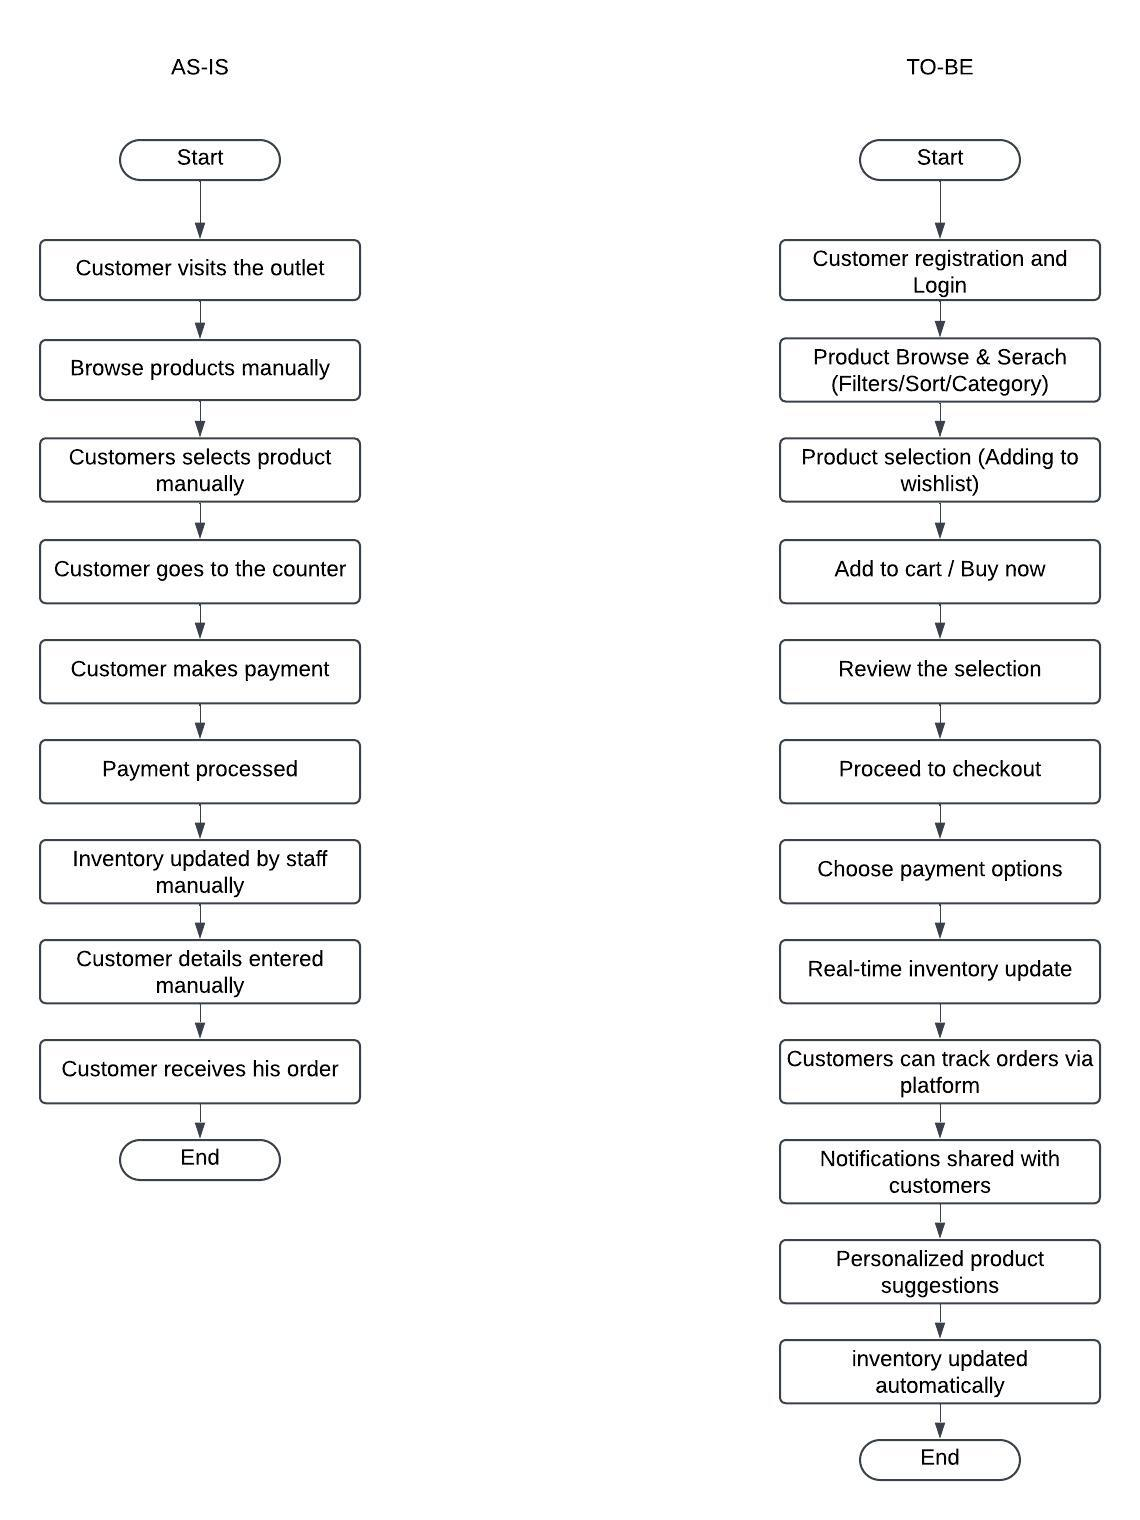 AS-IS
Start
Customer visits the outlet
Browse products manually
Customers selects product
manually
Customer goes to the counter
Customer makes payment
Payment processed
Inventory updated by staff
manually
Customer details entered
manually
Customer receives his order
End
TO-BE
Start
Customer registration and
Login
Product Browse & Serach
(Filters/Sort/Category)
Product selection (Adding to
wishlist)
Add to cart / Buy now
Review the selection
Proceed to checkout
Choose payment options
Real-time inventory update
Customers can track orders via
platform
Notifications shared with
customers
Personalized product
suggestions
inventory updated
automatically
End